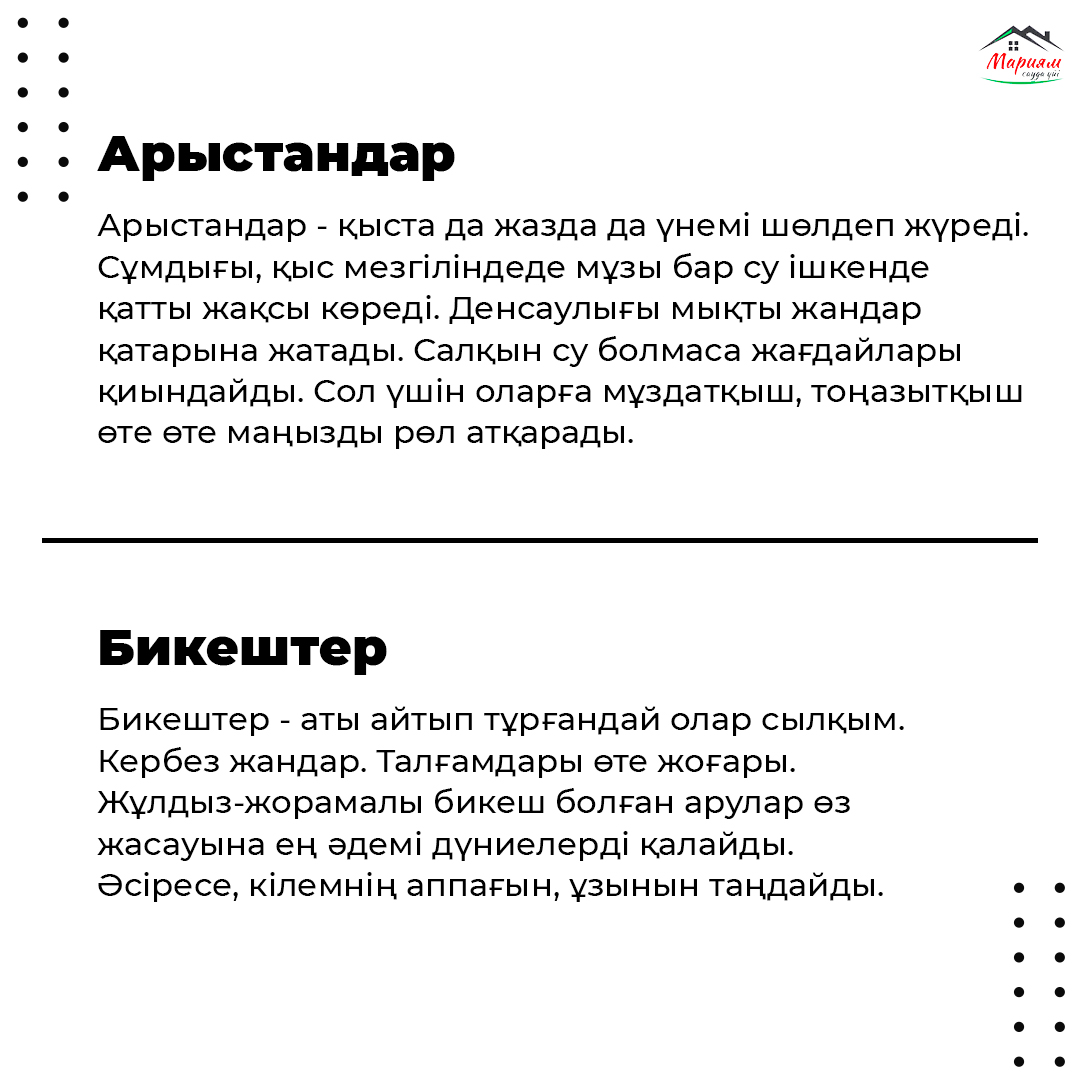 Мариям
сауда үйі
Арыстандар
Арыстандар - қыста да жазда да үнемі шөлдеп жүреді.
Сұмдығы, қыс мезгіліндеде мұзы бар су ішкенде
қатты жақсы көреді. Денсаулығы мықты жандар
қатарына жатады. Салқын су болмаса жағдайлары
қиындайды. Сол үшін оларға мұздатқыш, тоңазытқыш
өте өте маңызды рөл атқарады.
Бикештер
Бикештер - аты айтып тұрғандай олар сылқым.
Кербез жандар. Талғамдары өте жоғары.
Жұлдыз-жорамалы бикеш болған арулар өз
жасауына ең әдемі дүниелерді қалайды.
Әсіресе, кілемнің аппағын, ұзынын таңдайды.